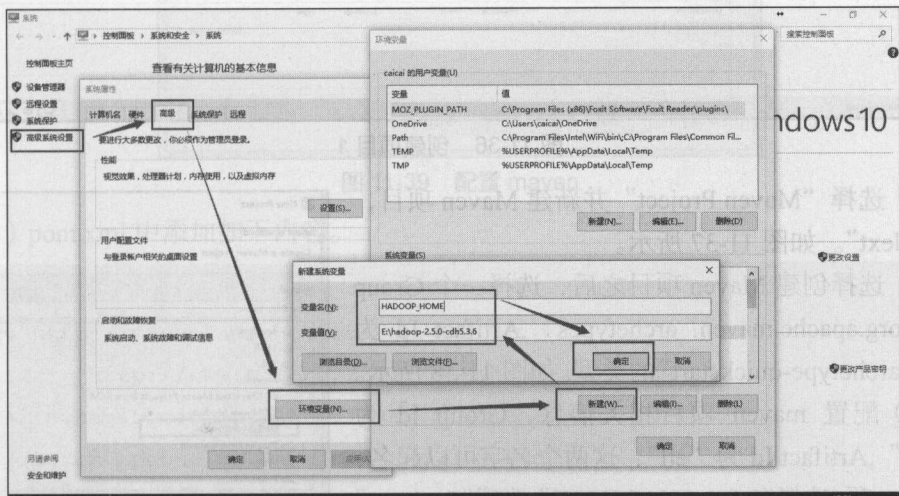 系统
控制面板 > 系统和安全 > 系统
搜索控制面板
控制面板主页
设备管理器
远程设置
系统保护
高级系统设置
查看有关计算机的基本信息
系统属性
计算机名 硬件 高级 系统保护 远程
要进行大多数更改，你必须作为管理员登录。
性能
视觉效果，处理器计划，内存使用，以及虚拟内存
设置(S)...
用户配置文件
与登录帐户相关的桌面设置
启动和故障恢复
系统启动、系统故障和调试信息
环境变量(N)...
确定 取消
另请参阅
安全和维护
环境变量
caicai 的用户变量(U)
变量 值
MOZ_PLUGIN_PATH C:\Program Files (x86)\Foxit Software\Foxit Reader\plugins\
OneDrive C:\Users\caicai\OneDrive
Path C:\Program Files\Intel\WiFi\bin\;C:\Program Files\Common Fil...
TEMP %USERPROFILE%\AppData\Local\Temp
TMP %USERPROFILE%\AppData\Local\Temp
新建(N)... 编辑(E)... 删除(D)
系统变量(S)
新建系统变量
变量名(N): HADOOP_HOME
变量值(V): E:\hadoop-2.5.0-cdh5.3.6
浏览目录(D)... 浏览文件(F)... 确定 取消
新建(W)... 编辑(I)... 删除(L)
确定 取消
ndows 10
更改设置
更改产品密钥